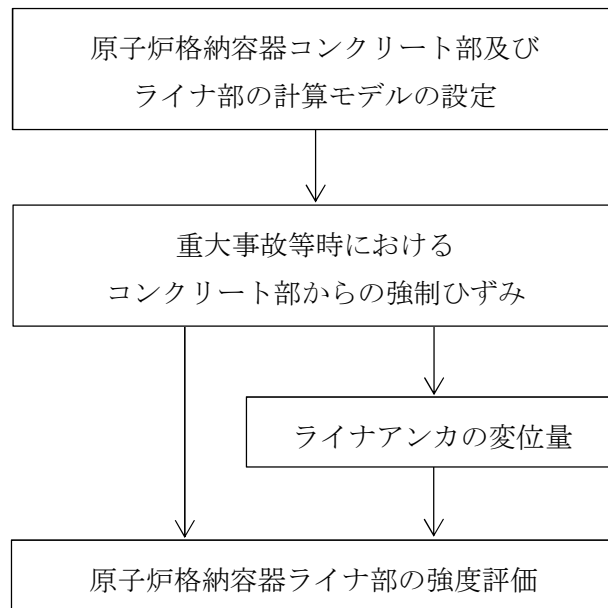 原子炉格納容器コンクリート部及び
ライナ部の計算モデルの設定
重大事故等時における
コンクリート部からの強制ひずみ
ライナアンカの変位量
原子炉格納容器ライナ部の強度評価